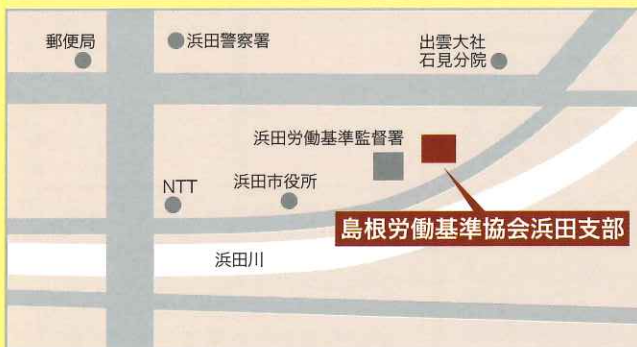 郵便局
浜田警察署
出雲大社
石見分院
浜田労働基準監督署
NTT
浜田市役所
島根労働基準協会浜田支部
浜田川